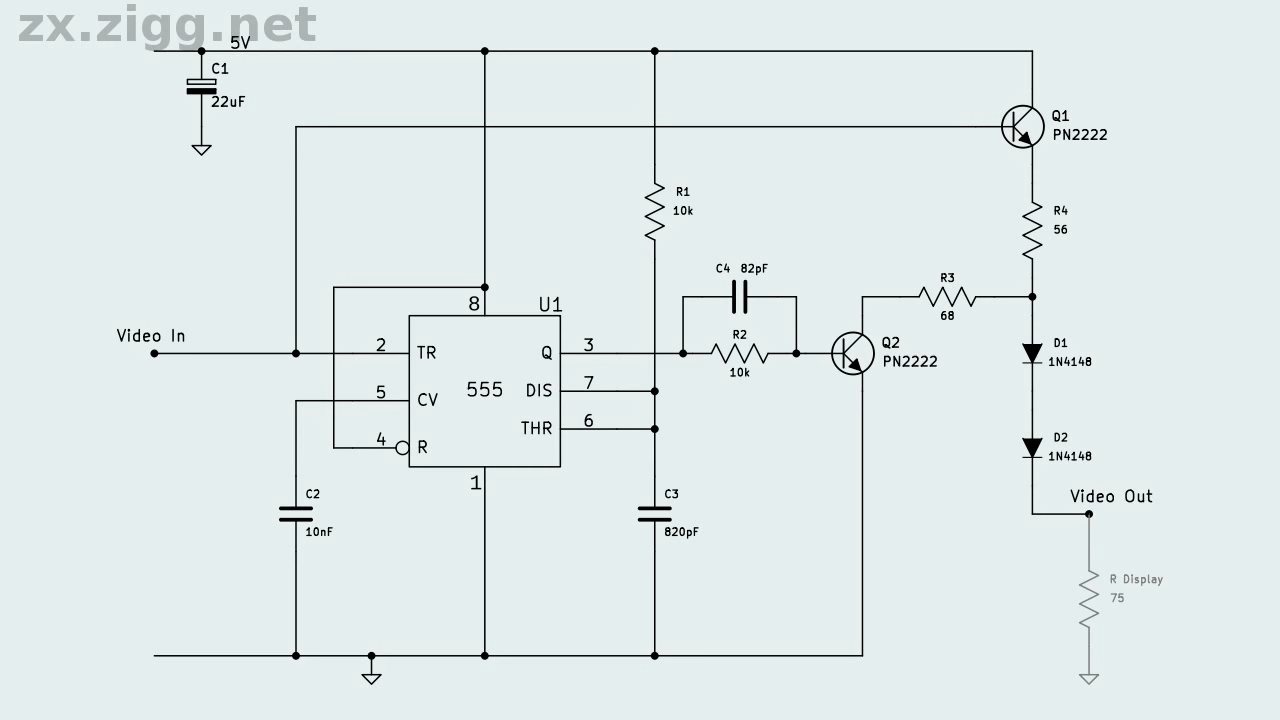 zx.zigg.net
5V
C1
22uF
Q1
PN2222
R1
10k
R4
56
C4 82pF
R3
68
8 U1
Video In
2 TR Q 3
R2
10k
Q2
PN2222
D1
1N4148
5 CV 555 DIS 7
4 R THR 6
D2
1N4148
1
C2
10nF
C3
820pF
Video Out
R Display
75